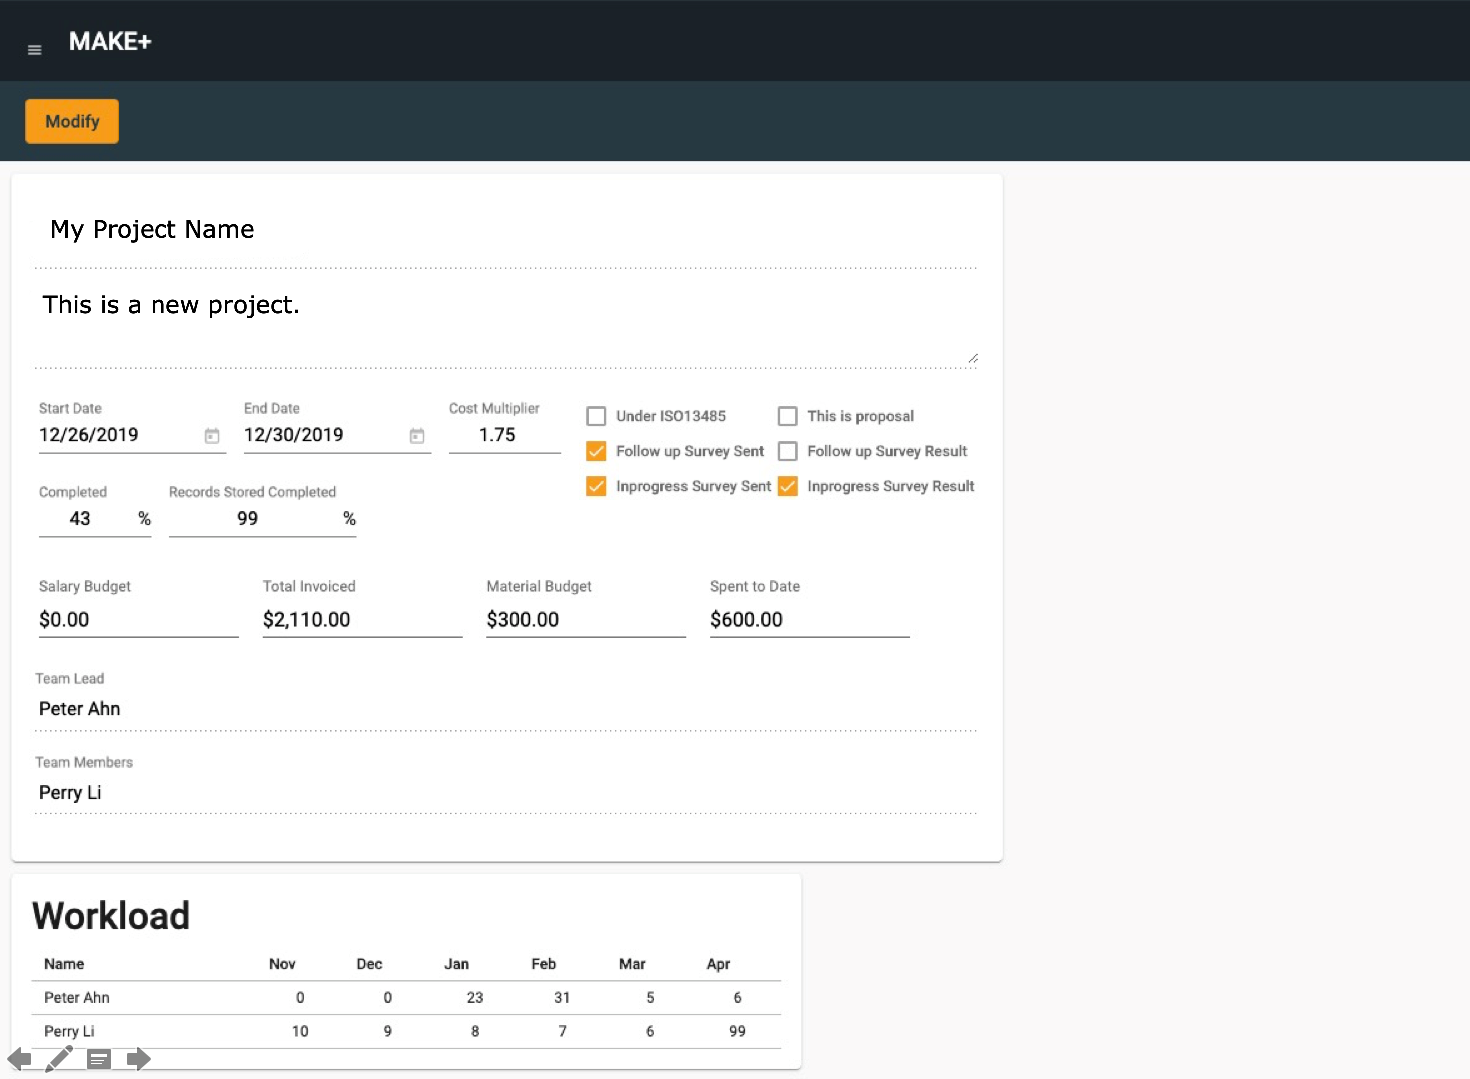 MAKE+
Modify
My Project Name
This is a new project.
Start Date End Date Cost Multiplier
12/26/2019 12/30/2019 1.75
Under ISO13485 This is proposal
Follow up Survey Sent Follow up Survey Result
Inprogress Survey Sent Inprogress Survey Result
Completed Records Stored Completed
43 % 99 %
Salary Budget Total Invoiced Material Budget Spent to Date
$0.00 $2,110.00 $300.00 $600.00
Team Lead
Peter Ahn
Team Members
Perry Li
Workload
Name Nov Dec Jan Feb Mar Apr
Peter Ahn 0 0 23 31 5 6
Perry Li 10 9 8 7 6 99